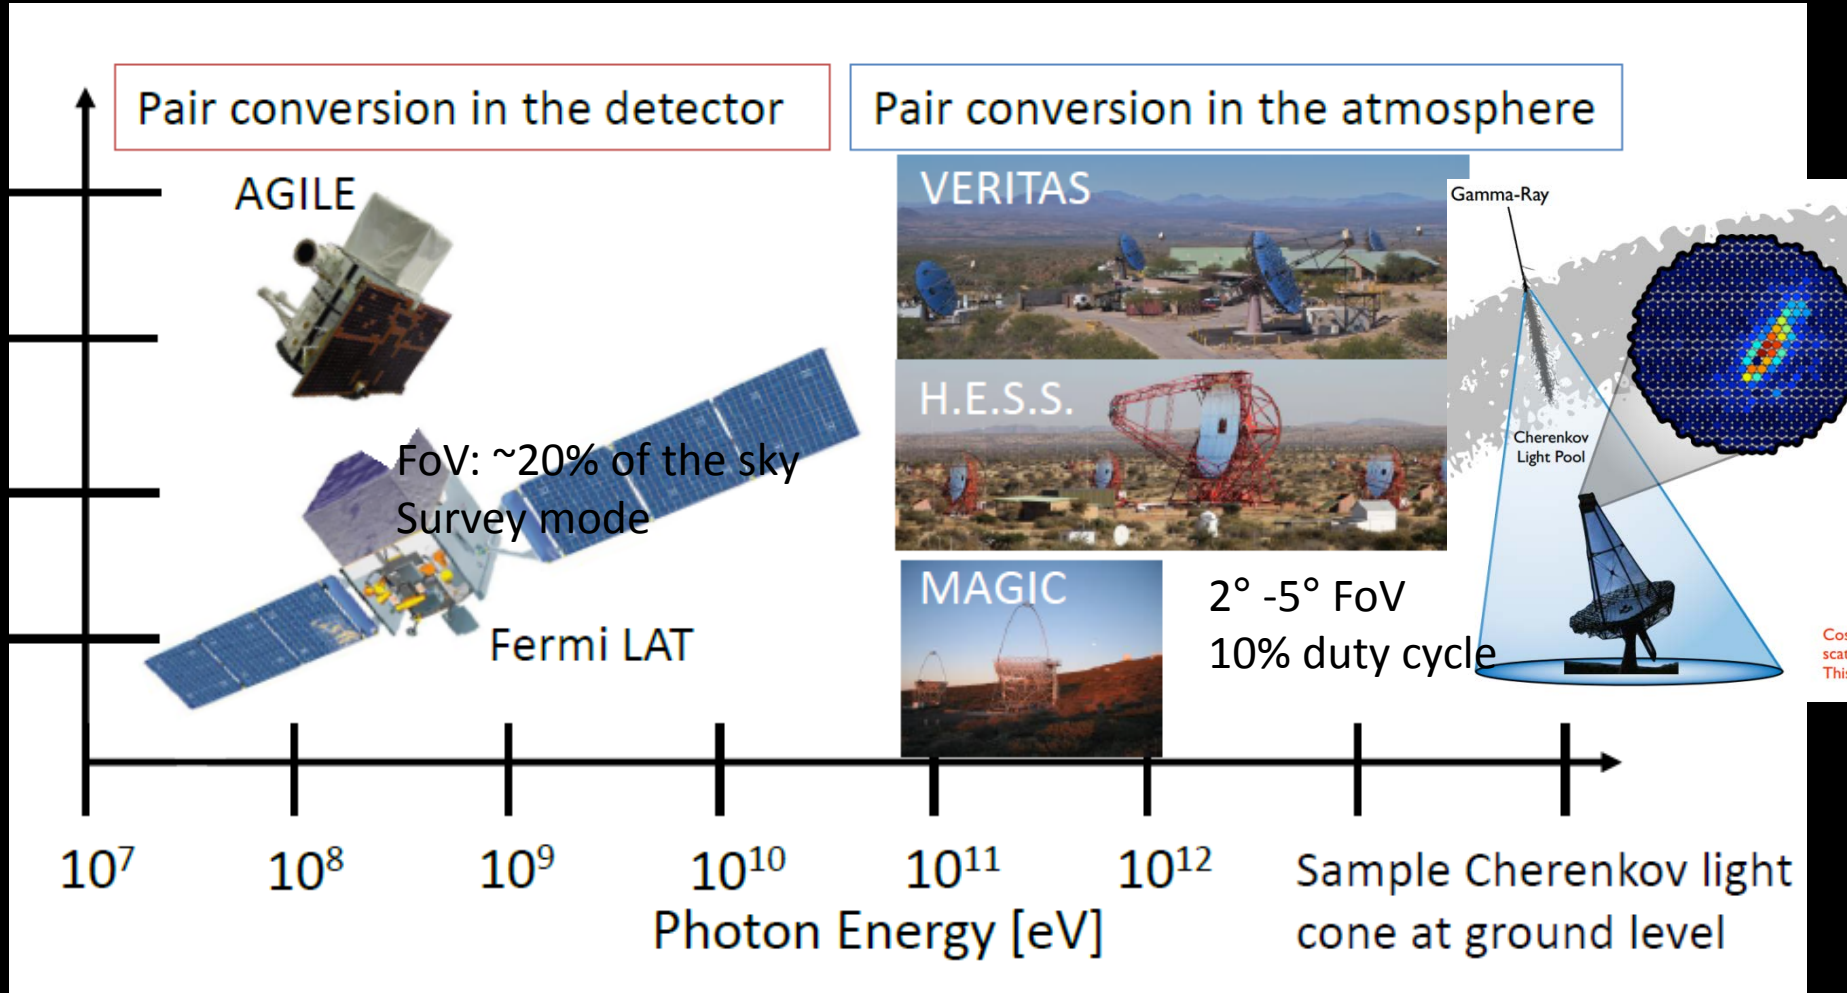 Pair conversion in the detector
Pair conversion in the atmosphere
AGILE
VERITAS
Gamma-Ray
H.E.S.S.
FoV: ~20% of the sky
Survey mode
Cherenkov
Light Pool
MAGIC
2° -5° FoV
10% duty cycle
Fermi LAT
This
10⁷
10⁸
10⁹
10¹⁰
10¹¹
10¹²
Photon Energy [eV]
Sample Cherenkov light
cone at ground level